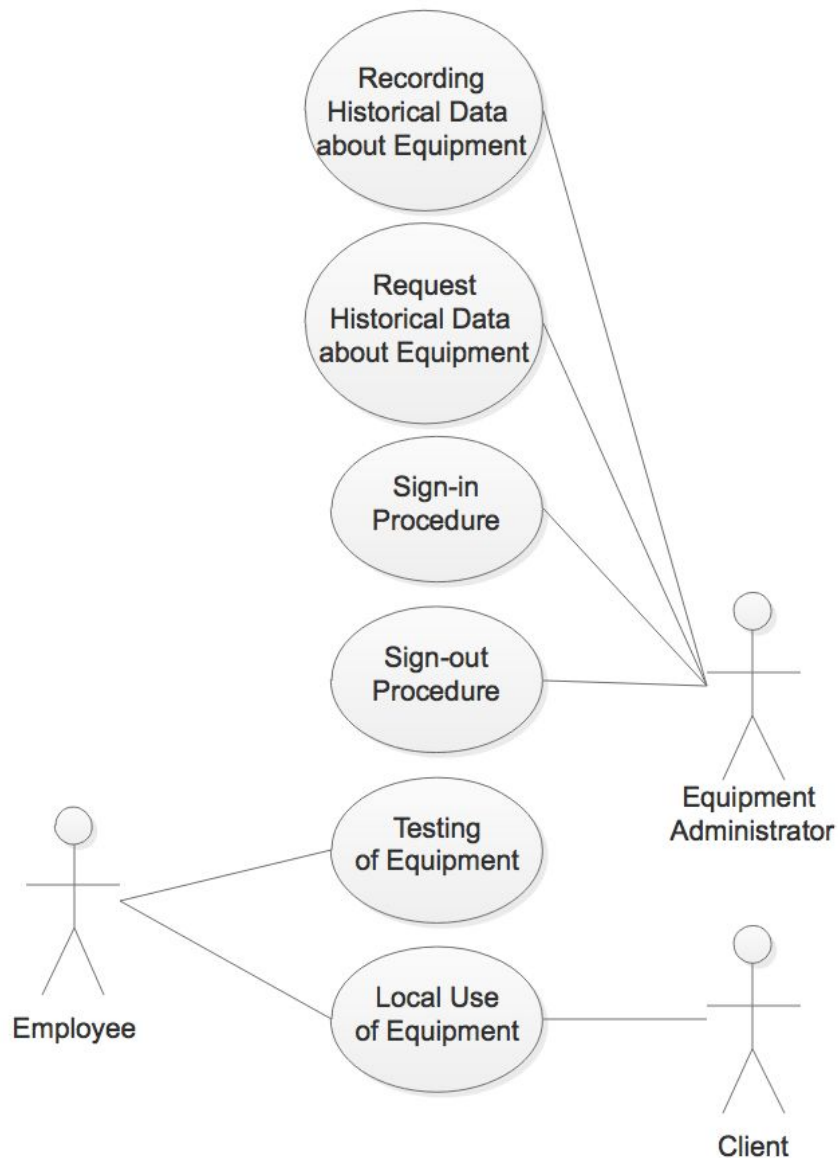 Recording
Historical Data
about Equipment
Request
Historical Data
about Equipment
Sign-in
Procedure
Sign-out
Procedure
Equipment
Administrator
Testing
of Equipment
Employee
Local Use
of Equipment
Client